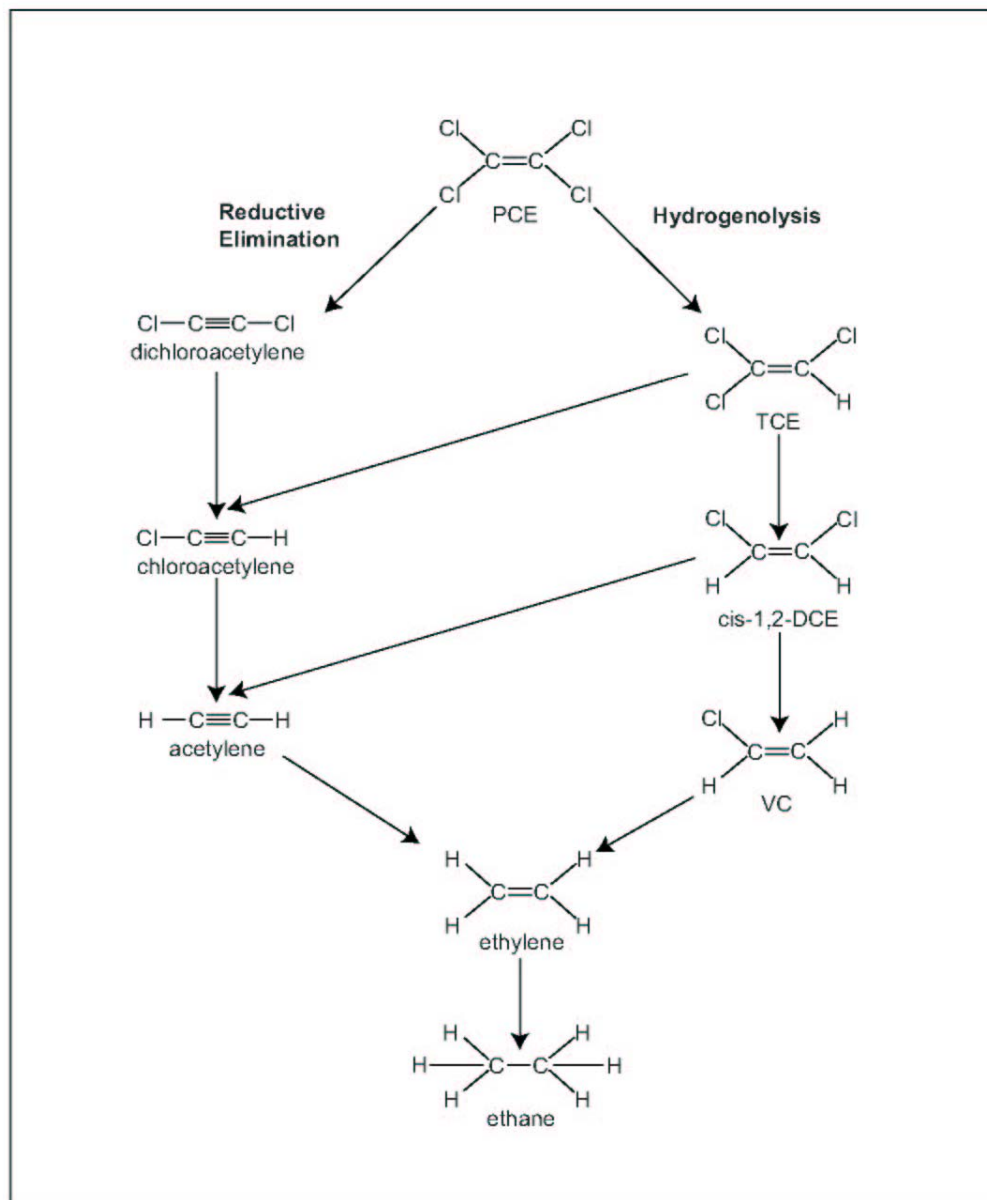 Cl Cl
C=C
Cl Cl
PCE
Reductive
Elimination
Hydrogenolysis
Cl—C≡C—Cl
dichloroacetylene
Cl Cl
C=C
Cl H
TCE
Cl—C≡C—H
chloroacetylene
Cl Cl
C=C
H H
cis-1,2-DCE
H—C≡C—H
acetylene
Cl H
C=C
H H
VC
H H
C=C
H H
ethylene
H H
H—C—C—H
H H
ethane